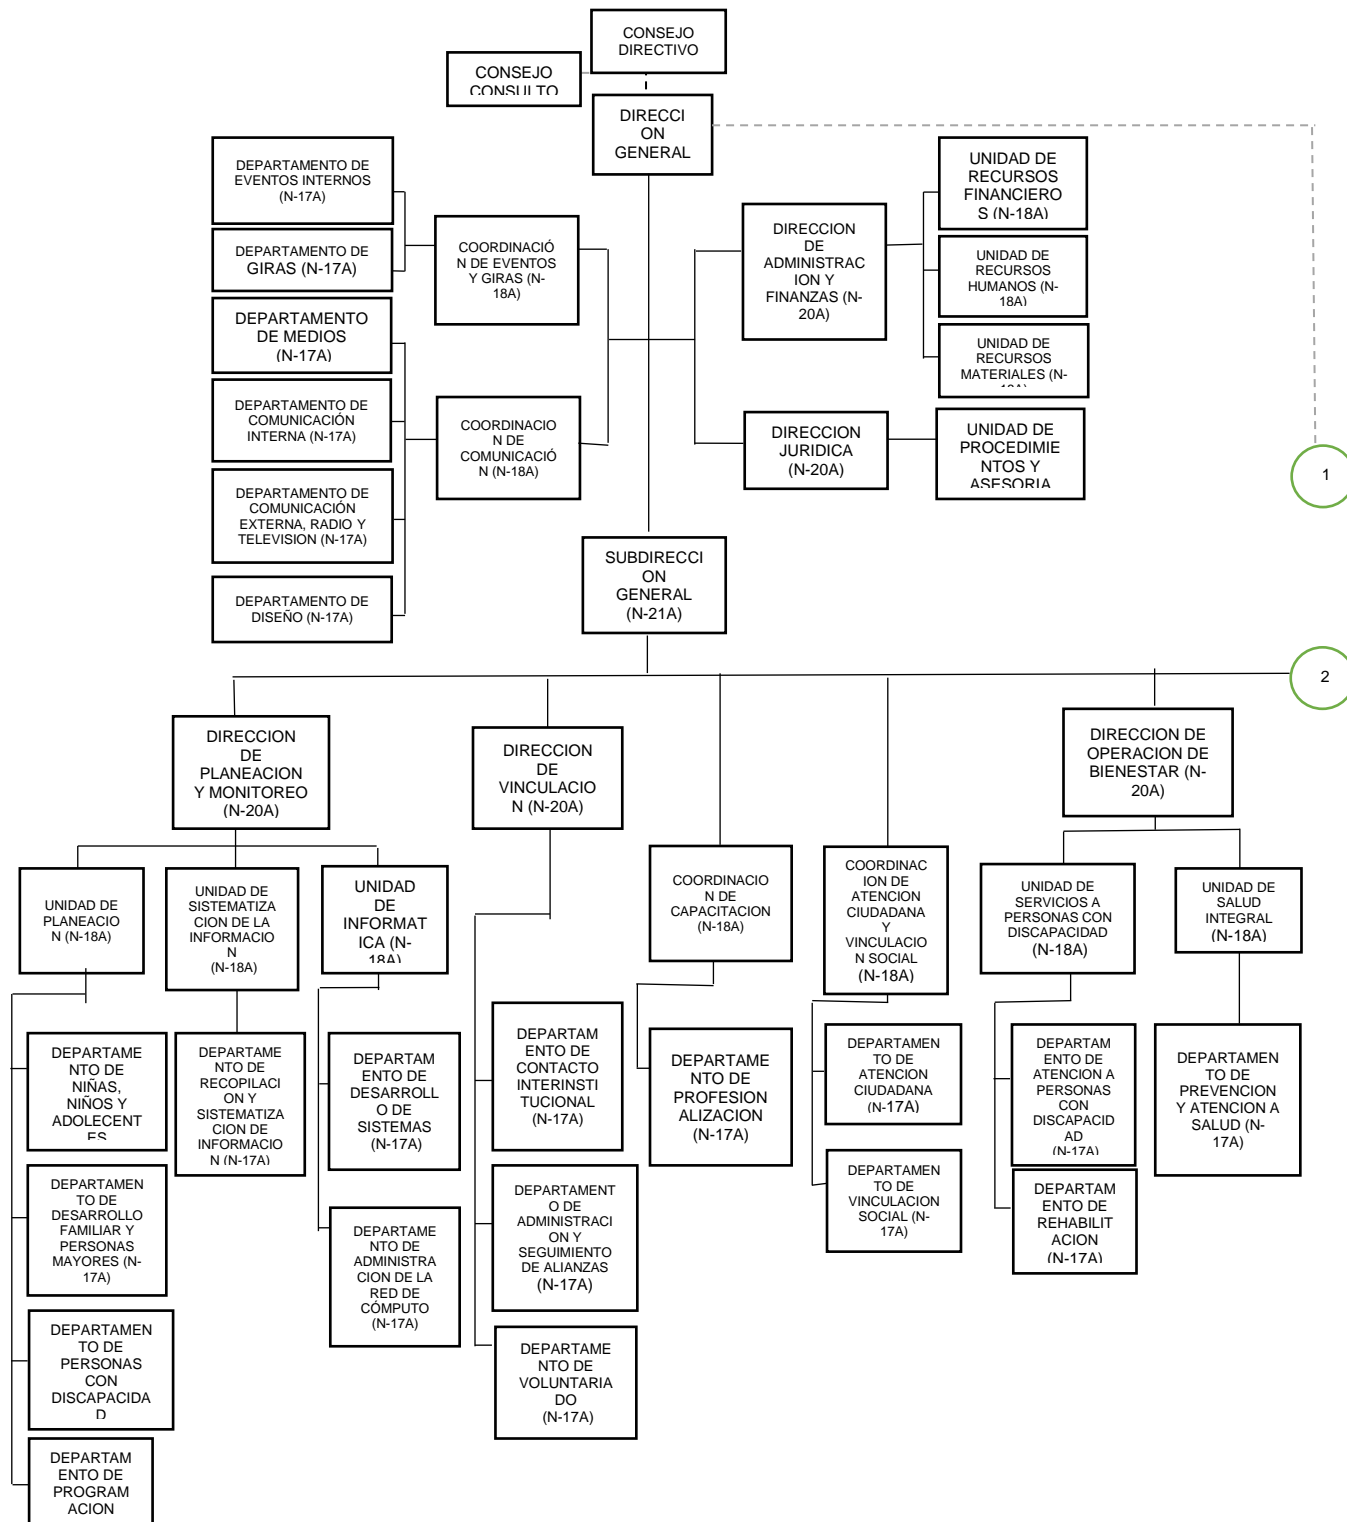 CONSEJO
DIRECTIVO
CONSEJO
CONSULTO
DIRECCI
ON
GENERAL
DEPARTAMENTO DE
EVENTOS INTERNOS
(N-17A)
DEPARTAMENTO DE
GIRAS (N-17A)
DEPARTAMENTO
DE MEDIOS
(N-17A)
DEPARTAMENTO DE
COMUNICACIÓN
INTERNA (N-17A)
DEPARTAMENTO DE
COMUNICACIÓN
EXTERNA, RADIO Y
TELEVISION (N-17A)
DEPARTAMENTO DE
DISEÑO (N-17A)
COORDINACIÓ
N DE EVENTOS
Y GIRAS (N-
18A)
COORDINACIO
N DE
COMUNICACIÓ
N (N-18A)
DIRECCION
DE
ADMINISTRAC
ION Y
FINANZAS (N-
20A)
DIRECCION
JURIDICA
(N-20A)
UNIDAD DE
RECURSOS
FINANCIERO
S (N-18A)
UNIDAD DE
RECURSOS
HUMANOS (N-
18A)
UNIDAD DE
RECURSOS
MATERIALES (N-
18A)
UNIDAD DE
PROCEDIMIE
NTOS Y
ASESORIA
1
SUBDIRECCI
ON
GENERAL
(N-21A)
2
DIRECCION
DE
PLANEACION
Y MONITOREO
(N-20A)
DIRECCION
DE
VINCULACIO
N (N-20A)
DIRECCION DE
OPERACION DE
BIENESTAR (N-
20A)
UNIDAD DE
PLANEACIO
N (N-18A)
UNIDAD DE
SISTEMATIZA
CION DE LA
INFORMACIO
N
(N-18A)
UNIDAD
DE
INFORMAT
ICA (N-
18A)
COORDINACIO
N DE
CAPACITACION
(N-18A)
COORDINAC
ION DE
ATENCION
CIUDADANA
Y
VINCULACIO
N SOCIAL
(N-18A)
UNIDAD DE
SERVICIOS A
PERSONAS CON
DISCAPACIDAD
(N-18A)
UNIDAD DE
SALUD
INTEGRAL
(N-18A)
DEPARTAME
NTO DE
NIÑAS,
NIÑOS Y
ADOLECENT
ES
DEPARTAME
NTO DE
RECOPILACI
ON Y
SISTEMATIZA
CION DE
INFORMACIO
N (N-17A)
DEPARTAM
ENTO DE
DESARROLL
O DE
SISTEMAS
(N-17A)
DEPARTAM
ENTO DE
CONTACTO
INTERINSTI
TUCIONAL
(N-17A)
DEPARTAME
NTO DE
PROFESION
ALIZACION
(N-17A)
DEPARTAMEN
TO DE
ATENCION
CIUDADANA
(N-17A)
DEPARTAM
ENTO DE
ATENCION A
PERSONAS
CON
DISCAPACID
AD
(N-17A)
DEPARTAMEN
TO DE
PREVENCION
Y ATENCION A
SALUD (N-
17A)
DEPARTAMEN
TO DE
DESARROLLO
FAMILIAR Y
PERSONAS
MAYORES (N-
17A)
DEPARTAME
NTO DE
ADMINISTRA
CION DE LA
RED DE
CÓMPUTO
(N-17A)
DEPARTAMENT
O DE
ADMINISTRACI
ON Y
SEGUIMIENTO
DE ALIANZAS
(N-17A)
DEPARTAMEN
TO DE
VINCULACION
SOCIAL (N-
17A)
DEPARTAM
ENTO DE
REHABILIT
ACION
(N-17A)
DEPARTAMEN
TO DE
PERSONAS
CON
DISCAPACIDA
D
DEPARTAME
NTO DE
VOLUNTARIA
DO
(N-17A)
DEPARTAM
ENTO DE
PROGRAM
ACION